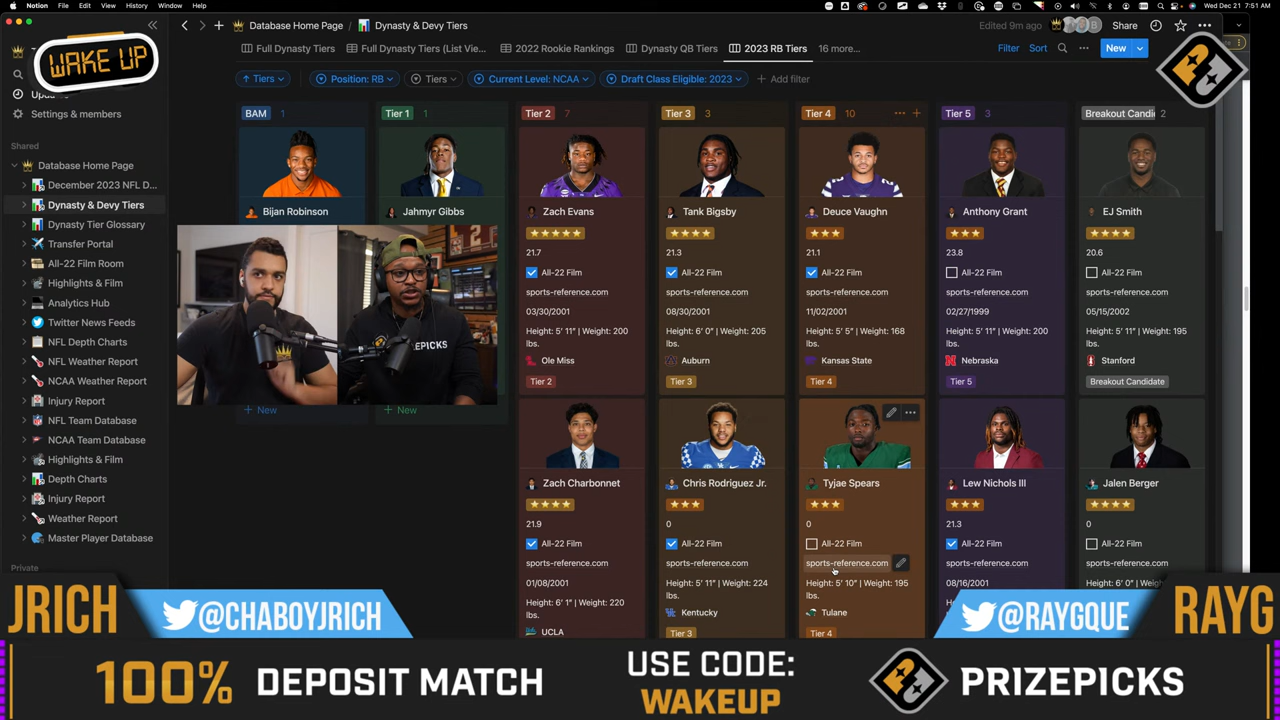 Notion File Edit View History Window Help
Wed Dec 21 7:51 AM
Database Home Page / Dynasty & Devy Tiers
Edited 9m ago
B
Share
WAKE UP
Full Dynasty Tiers
Full Dynasty Tiers (List Vie...
2022 Rookie Rankings
Dynasty QB Tiers
2023 RB Tiers
16 more...
Filter
Sort
New
Tiers
Position: RB
Tiers
Current Level: NCAA
Draft Class Eligible: 2023
Add filter
Settings & members
Shared
Database Home Page
December 2023 NFL D...
Dynasty & Devy Tiers
Dynasty Tier Glossary
Transfer Portal
All-22 Film Room
Highlights & Film
Analytics Hub
Twitter News Feeds
NFL Depth Charts
NFL Weather Report
NCAA Weather Report
Injury Report
NFL Team Database
NCAA Team Database
Highlights & Film
Depth Charts
Injury Report
Weather Report
Master Player Database
Private
BAM 1
Bijan Robinson
+ New
Tier 1 1
Jahmyr Gibbs
EPICKS
+ New
Tier 2 7
Zach Evans
21.7
All-22 Film
sports-reference.com
03/30/2001
Height: 5' 11" | Weight: 200
lbs.
Ole Miss
Tier 2
Zach Charbonnet
21.9
All-22 Film
sports-reference.com
01/08/2001
Height: 6' 1" | Weight: 220
lbs.
UCLA
Tier 3 3
Tank Bigsby
21.3
All-22 Film
sports-reference.com
08/30/2001
Height: 6' 0" | Weight: 205
lbs.
Auburn
Tier 3
Chris Rodriguez Jr.
0
All-22 Film
sports-reference.com
Height: 5' 11" | Weight: 224
lbs.
Kentucky
Tier 3
Tier 4 10
Deuce Vaughn
21.1
All-22 Film
sports-reference.com
11/02/2001
Height: 5' 5" | Weight: 168
lbs.
Kansas State
Tier 4
Tyjae Spears
0
All-22 Film
sports-reference.com
Height: 5' 10" | Weight: 195
lbs.
Tulane
Tier 4
Tier 5 3
Anthony Grant
23.8
All-22 Film
sports-reference.com
02/27/1999
Height: 5' 11" | Weight: 200
lbs.
Nebraska
Tier 5
Lew Nichols III
21.3
All-22 Film
sports-reference.com
08/16/2001
Breakout Candi 2
EJ Smith
20.6
All-22 Film
sports-reference.com
05/15/2002
Height: 5' 11" | Weight: 195
lbs.
Stanford
Breakout Candidate
Jalen Berger
0
All-22 Film
sports-reference.com
Height: 6' 0" | Weight:
JRICH
@CHABOYJRICH
@RAYGQUE
RAYG
100% DEPOSIT MATCH
USE CODE:
WAKEUP
PRIZEPICKS